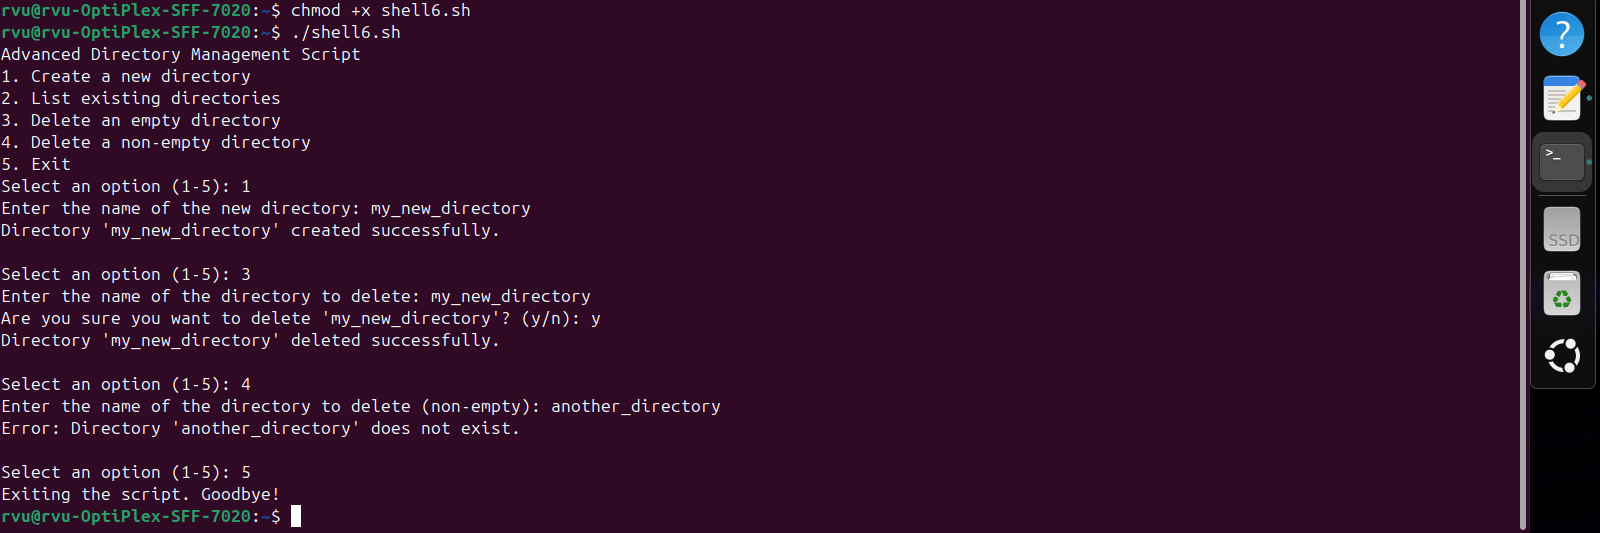 rvu@rvu-OptiPlex-SFF-7020:~$ chmod +x shell6.sh
rvu@rvu-OptiPlex-SFF-7020:~$ ./shell6.sh
Advanced Directory Management Script
1. Create a new directory
2. List existing directories
3. Delete an empty directory
4. Delete a non-empty directory
5. Exit
Select an option (1-5): 1
Enter the name of the new directory: my_new_directory
Directory 'my_new_directory' created successfully.

Select an option (1-5): 3
Enter the name of the directory to delete: my_new_directory
Are you sure you want to delete 'my_new_directory'? (y/n): y
Directory 'my_new_directory' deleted successfully.

Select an option (1-5): 4
Enter the name of the directory to delete (non-empty): another_directory
Error: Directory 'another_directory' does not exist.

Select an option (1-5): 5
Exiting the script. Goodbye!
rvu@rvu-OptiPlex-SFF-7020:~$
?
>_
SSD